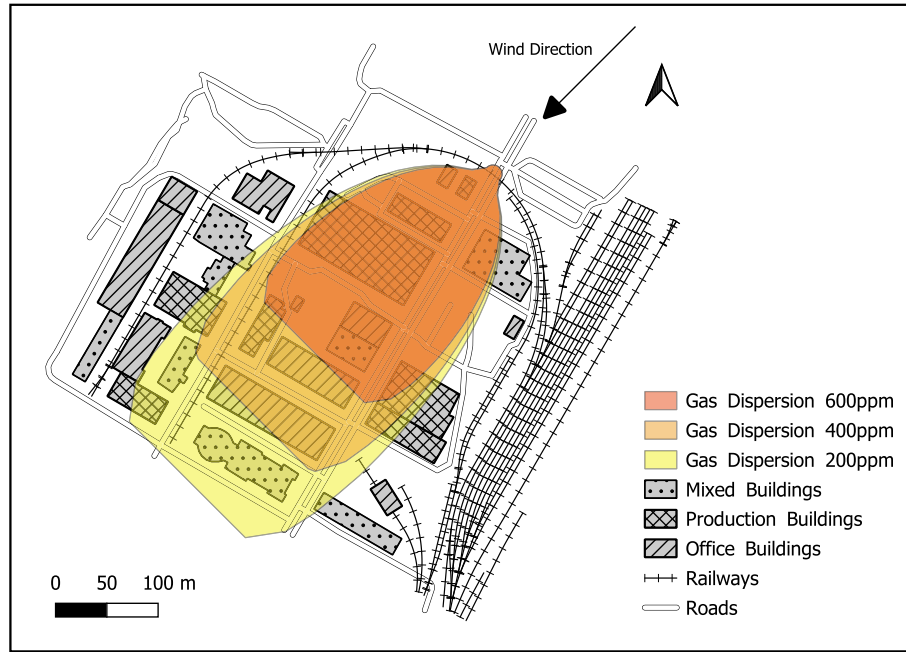 Wind Direction
Gas Dispersion 600ppm
Gas Dispersion 400ppm
Gas Dispersion 200ppm
Mixed Buildings
Production Buildings
Office Buildings
Railways
Roads
0 50 100 m